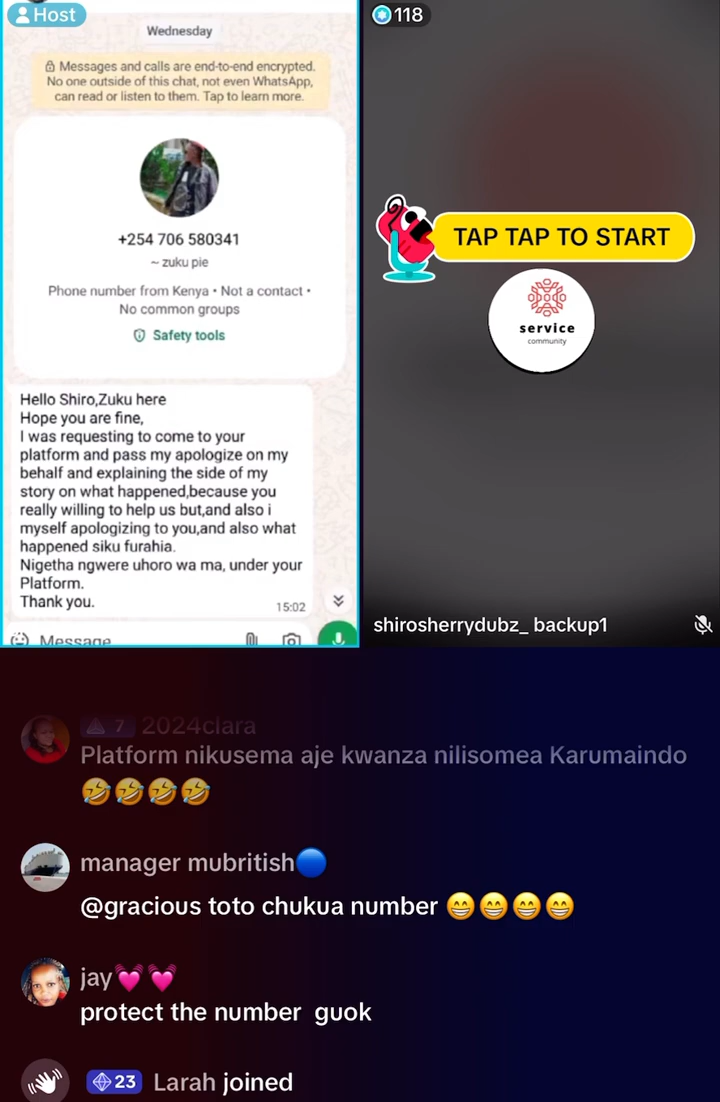 Host
Wednesday
Messages and calls are end-to-end encrypted.
No one outside of this chat, not even WhatsApp,
can read or listen to them. Tap to learn more.
+254 706 580341
~ zuku pie
Phone number from Kenya • Not a contact •
No common groups
Safety tools
Hello Shiro,Zuku here
Hope you are fine,
I was requesting to come to your
platform and pass my apologize on my
behalf and explaining the side of my
story on what happened,because you
really willing to help us but,and also i
myself apologizing to you,and also what
happened siku furahia.
Nigetha ngwere uhoro wa ma, under your
Platform.
Thank you.
15:02
Message
118
TAP TAP TO START
service
community
shirosherrydubz_ backup1
7 2024clara
Platform nikusema aje kwanza nilisomea Karumaindo
🤣🤣🤣🤣
manager mubritish🔵
@gracious toto chukua number 😁😁😁😁
jay💓💓
protect the number guok
23 Larah joined